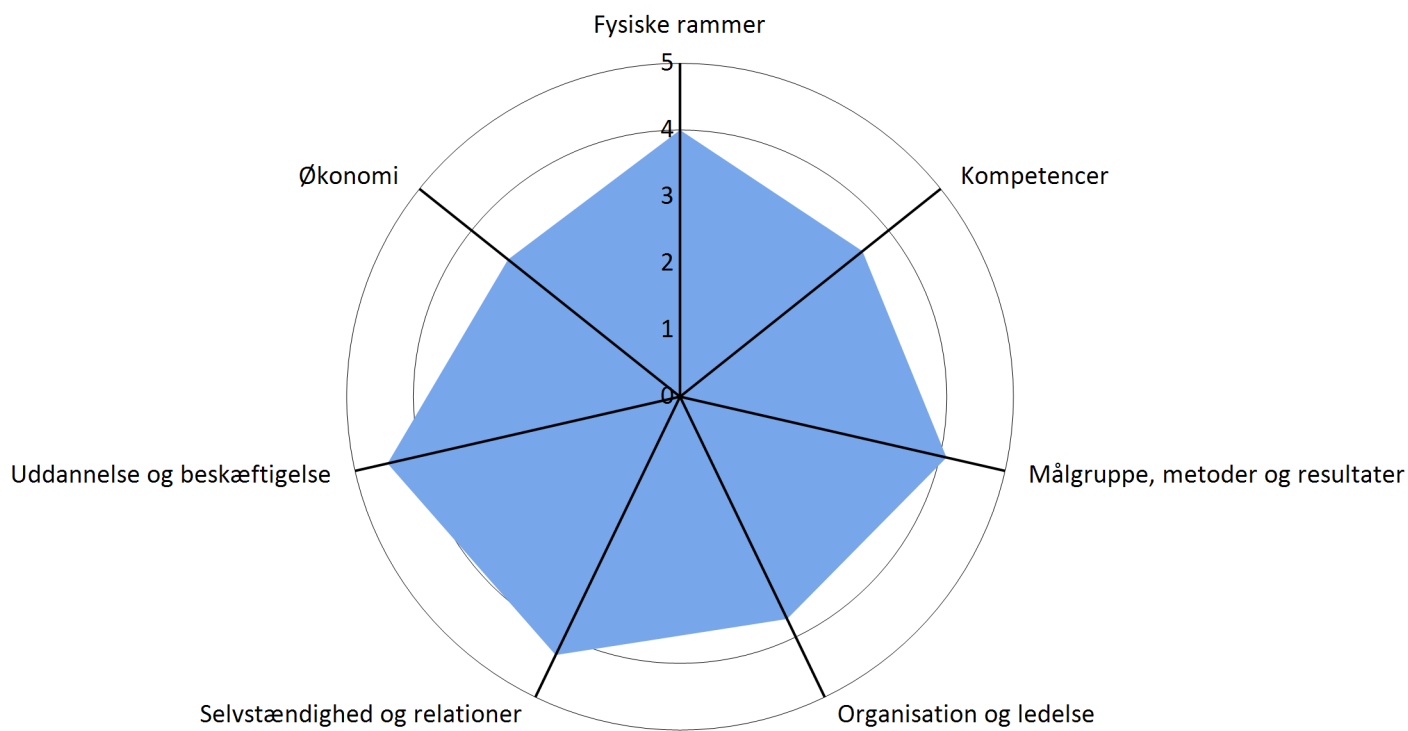 Fysiske rammer
5
4
3
2
1
0
Økonomi
Kompetencer
Uddannelse og beskæftigelse
Målgruppe, metoder og resultater
Selvstændighed og relationer
Organisation og ledelse